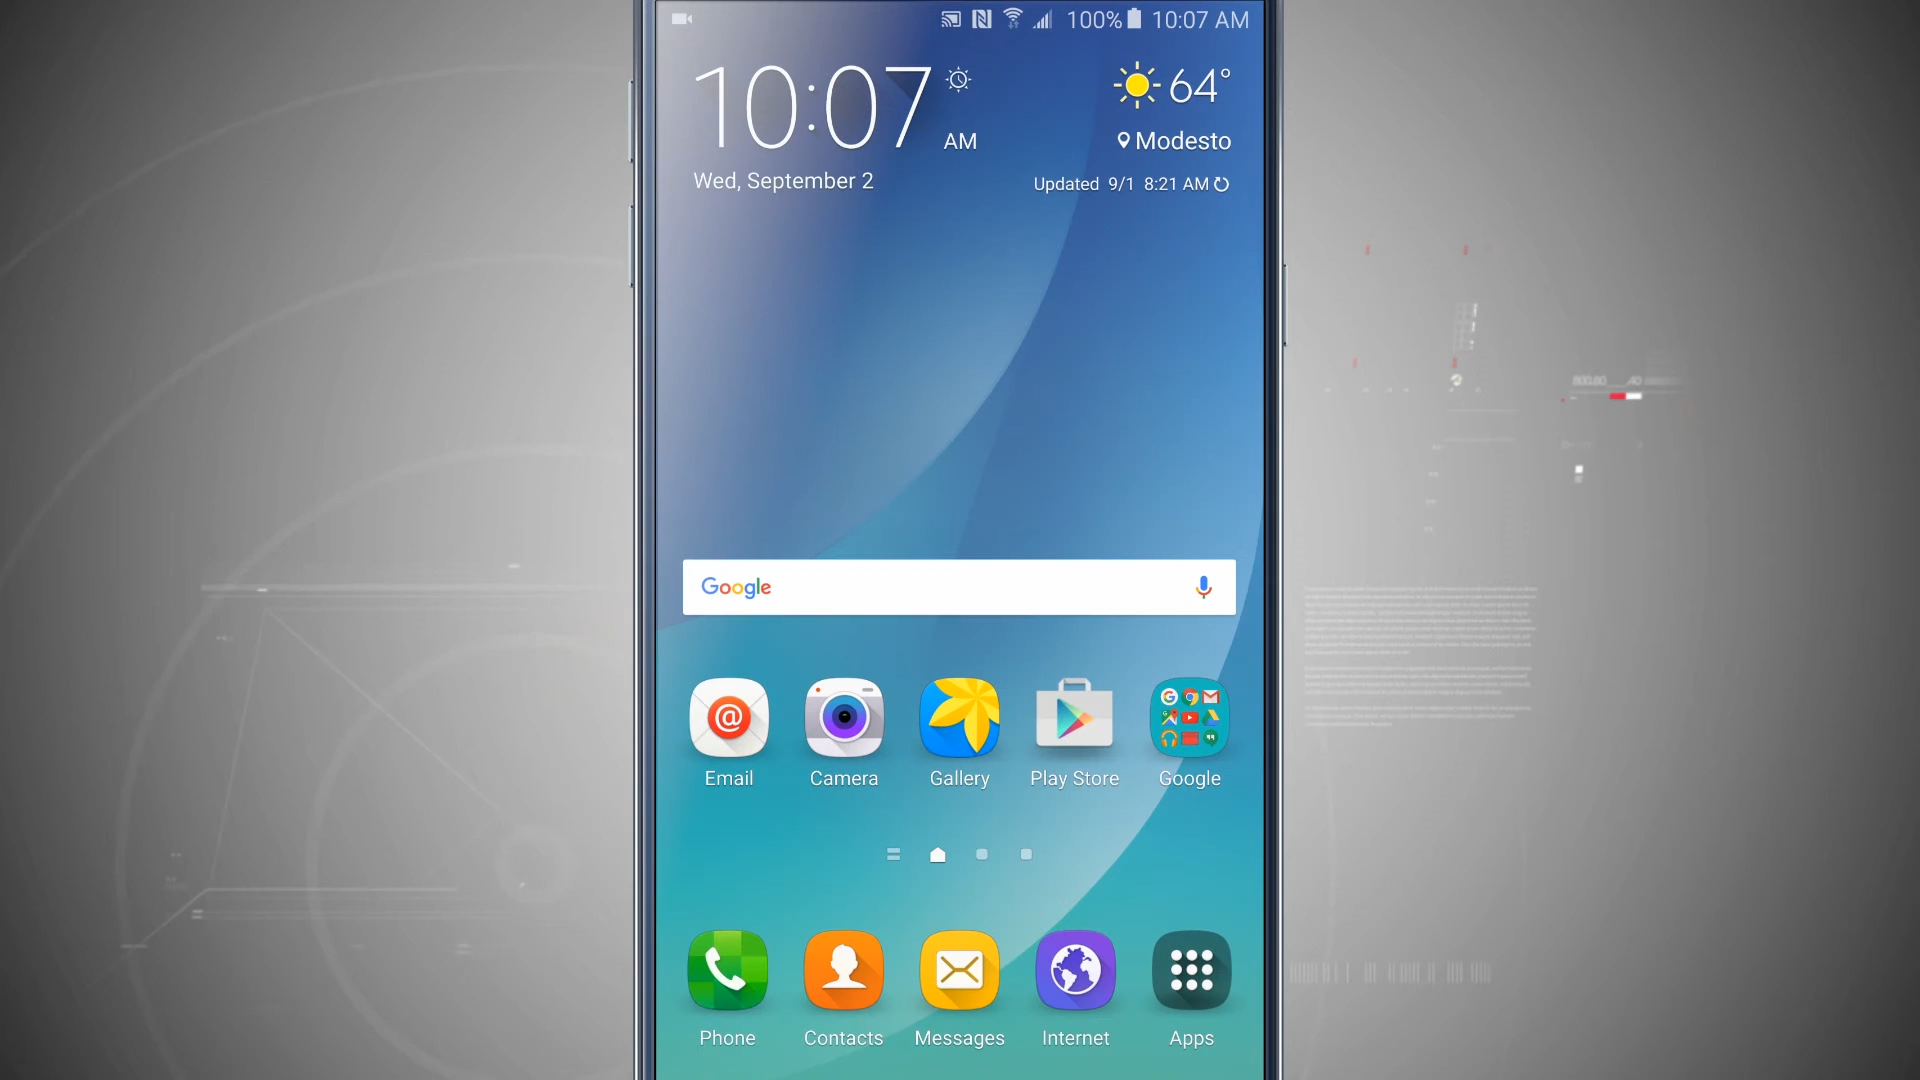 100% 10:07 AM
10:07 AM
64°
Modesto
Wed, September 2
Updated 9/1 8:21 AM
Google
Email Camera Gallery Play Store Google
Phone Contacts Messages Internet Apps